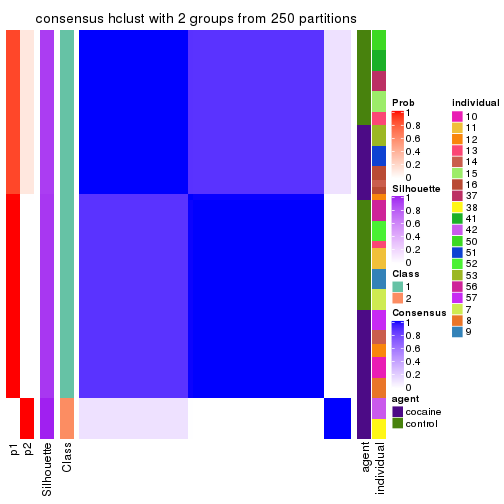 consensus hclust with 2 groups from 250 partitions
Prob
1
0.8
0.6
0.4
0.2
0
Silhouette
1
0.8
0.6
0.4
0.2
0
Class
1
2
Consensus
1
0.8
0.6
0.4
0.2
0
agent
cocaine
control
individual
10
11
12
13
14
15
16
37
38
41
42
50
51
52
53
56
57
7
8
9
p1
p2
Silhouette
Class
agent
individual